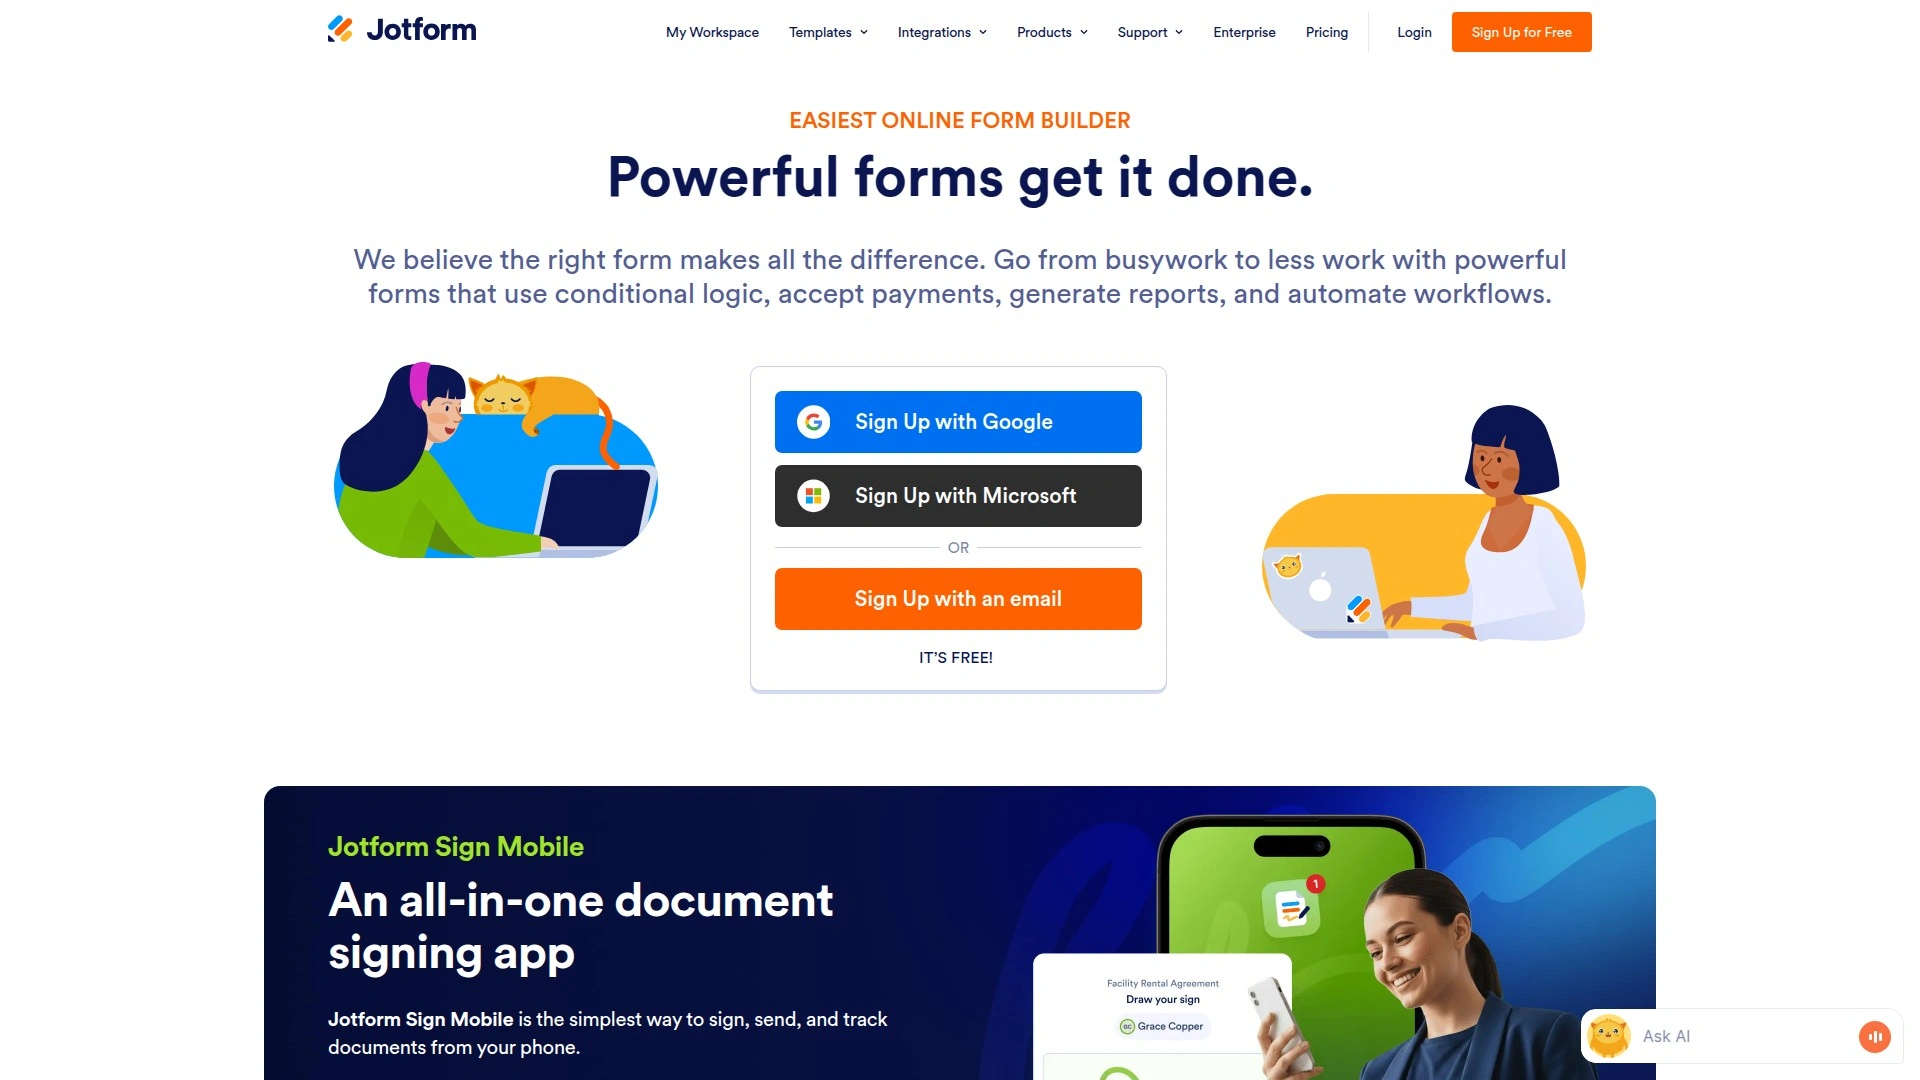 Jotform
My Workspace
Templates
Integrations
Products
Support
Enterprise
Pricing
Login
Sign Up for Free
EASIEST ONLINE FORM BUILDER
Powerful forms get it done.
We believe the right form makes all the difference. Go from busywork to less work with powerful
forms that use conditional logic, accept payments, generate reports, and automate workflows.
Sign Up with Google
Sign Up with Microsoft
OR
Sign Up with an email
IT'S FREE!
Jotform Sign Mobile
An all-in-one document
signing app
Jotform Sign Mobile is the simplest way to sign, send, and track
documents from your phone.
1
Facility Rental Agreement
Draw your sign
GC Grace Copper
Ask AI